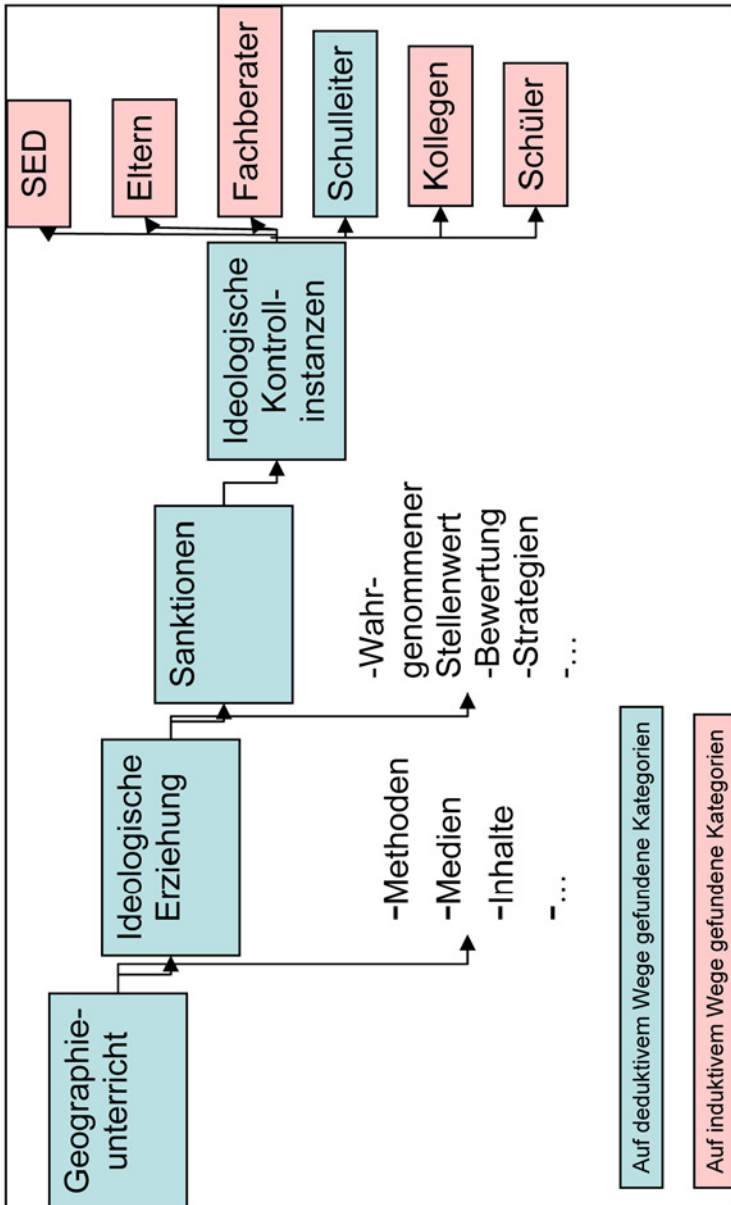 Geographie-
unterricht
Ideologische
Erziehung
-Methoden
-Medien
-Inhalte
-...
Sanktionen
-Wahr-
genommener
Stellenwert
-Bewertung
-Strategien
-...
Ideologische
Kontroll-
instanzen
SED
Eltern
Fachberater
Schulleiter
Kollegen
Schüler
Auf deduktivem Wege gefundene Kategorien
Auf induktivem Wege gefundene Kategorien